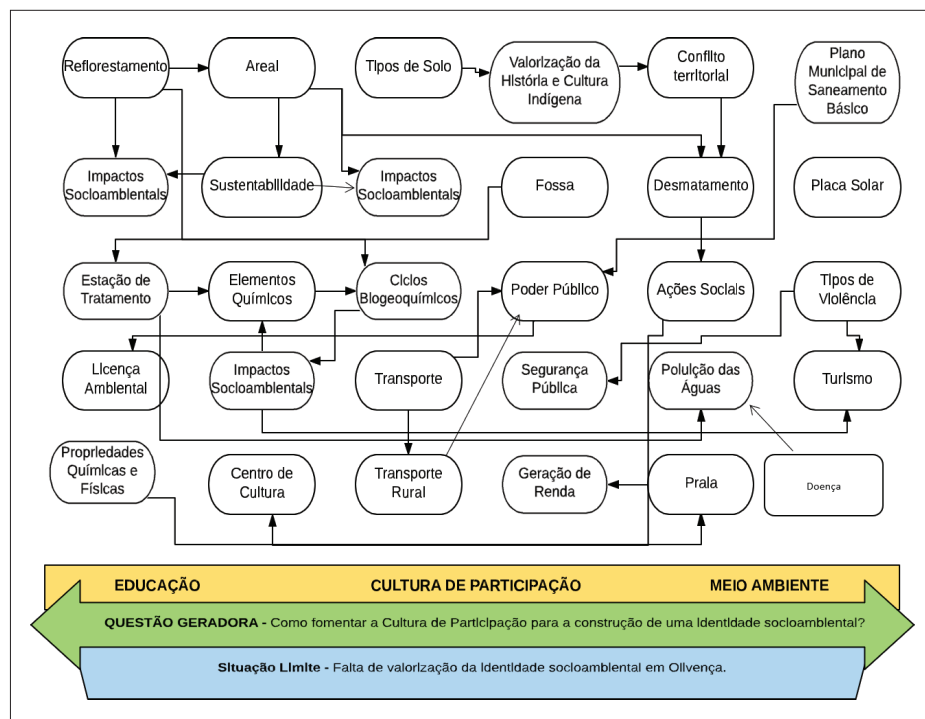 Reflorestamento
Areal
Tipos de Solo
Valorização da
História e Cultura
Indígena
Conflito
territorial
Plano
Municipal de
Saneamento
Básico
Impactos
Socioambientais
Sustentabilidade
Impactos
Socioambientais
Fossa
Desmatamento
Placa Solar
Estação de
Tratamento
Elementos
Químicos
Ciclos
Biogeoquímicos
Poder Público
Ações Sociais
Tipos de
Violência
Licença
Ambiental
Impactos
Socioambientais
Transporte
Segurança
Pública
Polulção das
Águas
Turismo
Propriedades
Químicas e
Físicas
Centro de
Cultura
Transporte
Rural
Geração de
Renda
Praia
Doença
EDUCAÇÃO CULTURA DE PARTICIPAÇÃO MEIO AMBIENTE
QUESTÃO GERADORA - Como fomentar a Cultura de Participação para a construção de uma identidade socioambiental?
Situação Limite - Falta de valorização da identidade socioambiental em Olivença.